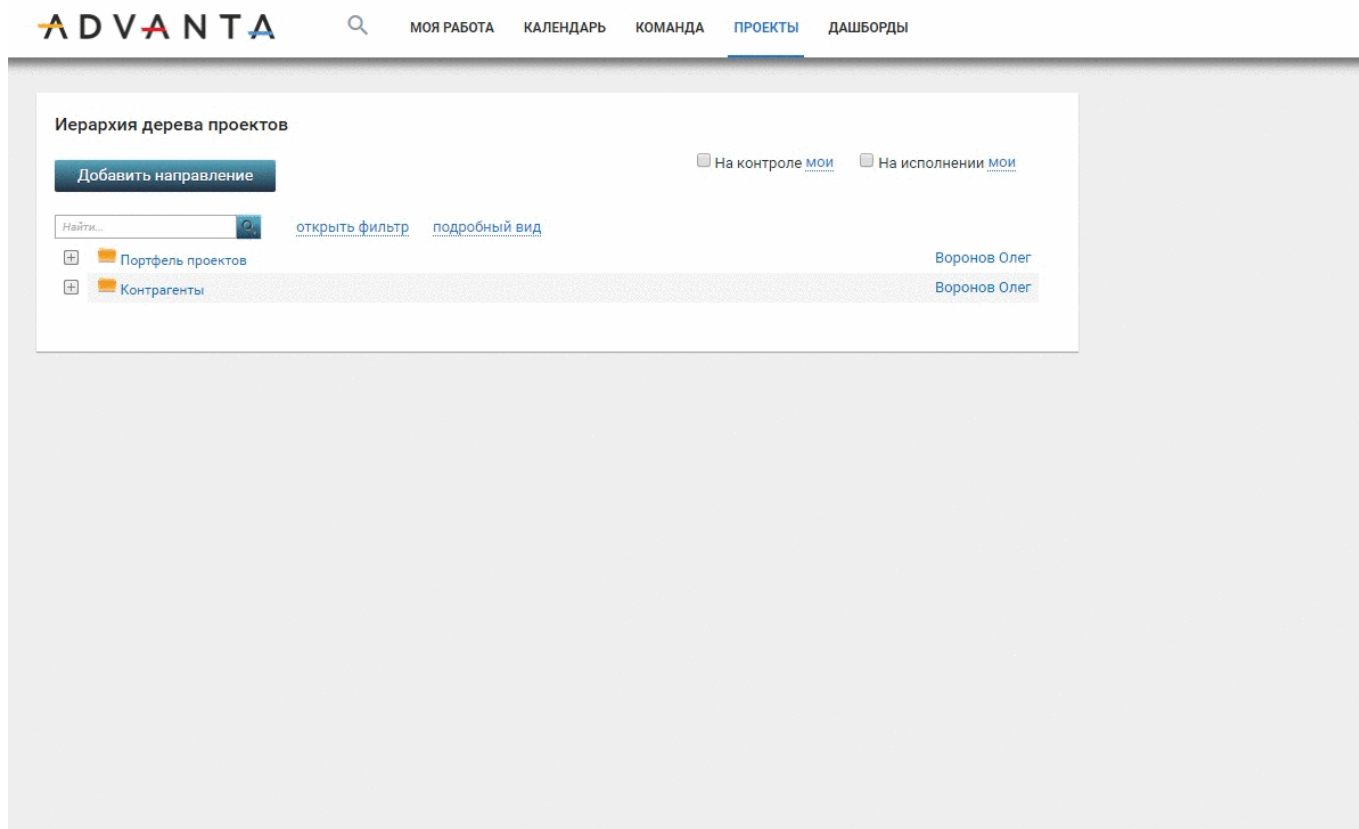 ADVANTA МОЯ РАБОТА КАЛЕНДАРЬ КОМАНДА ПРОЕКТЫ ДАШБОРДЫ
Иерархия дерева проектов
Добавить направление На контроле мои На исполнении мои
Найти... открыть фильтр подробный вид
Портфель проектов Воронов Олег
Контрагенты Воронов Олег